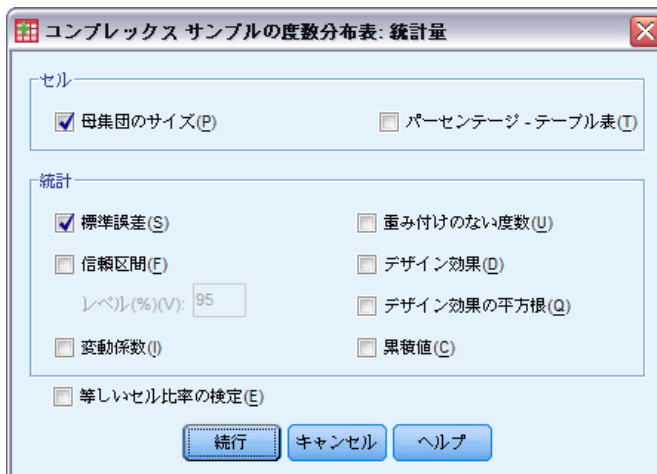 コンプレックス サンプルの度数分布表: 統計量
セル
母集団のサイズ(P)
パーセンテージ - テーブル表(T)
統計
標準誤差(S)
重み付けのない度数(U)
信頼区間(F)
デザイン効果(D)
レベル(%)(V): 95
デザイン効果の平方根(Q)
変動係数(I)
累積値(C)
等しいセル比率の検定(E)
続行
キャンセル
ヘルプ